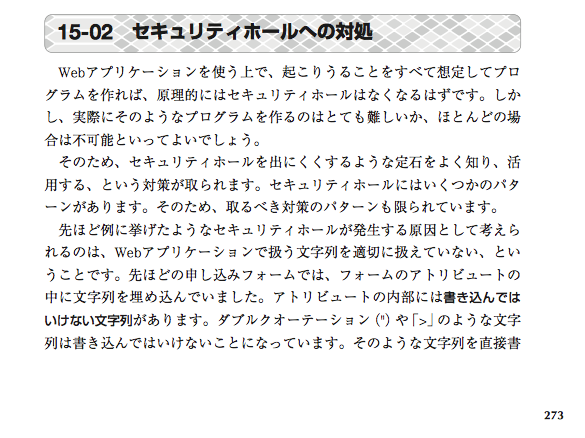 15-02 セキュリティホールへの対処
Webアプリケーションを使う上で、起こりうることをすべて想定してプロ
グラムを作れば、原理的にはセキュリティホールはなくなるはずです。しか
し、実際にそのようなプログラムを作るのはとても難しいか、ほとんどの場
合は不可能といってよいでしょう。
そのため、セキュリティホールを出にくくするような定石をよく知り、活
用する、という対策が取られます。セキュリティホールにはいくつかのパタ
ーンがあります。そのため、取るべき対策のパターンも限られています。
先ほど例に挙げたようなセキュリティホールが発生する原因として考えら
れるのは、Webアプリケーションで扱う文字列を適切に扱えていない、とい
うことです。先ほどの申し込みフォームでは、フォームのアトリビュートの
中に文字列を埋め込んでいました。アトリビュートの内部には書き込んでは
いけない文字列があります。ダブルクオーテーション（"）や「>」のような文字
列は書き込んではいけないことになっています。そのような文字列を直接書
273